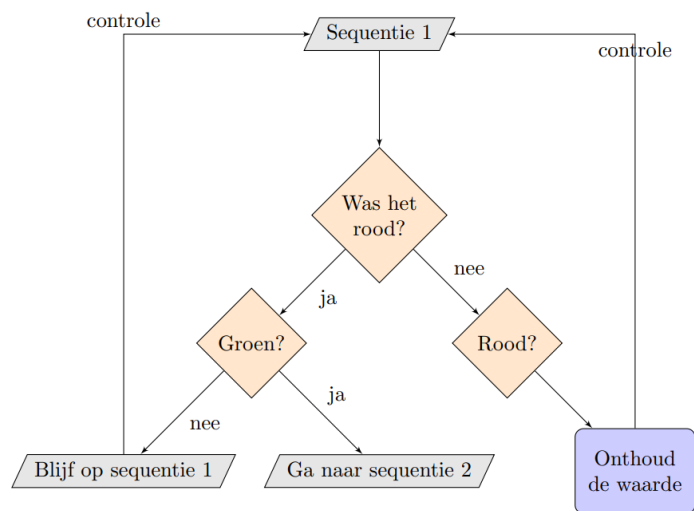 controle
Sequentie 1
controle
Was het
rood?
ja
nee
Groen?
Rood?
nee
ja
Blijf op sequentie 1
Ga naar sequentie 2
Onthoud
de waarde